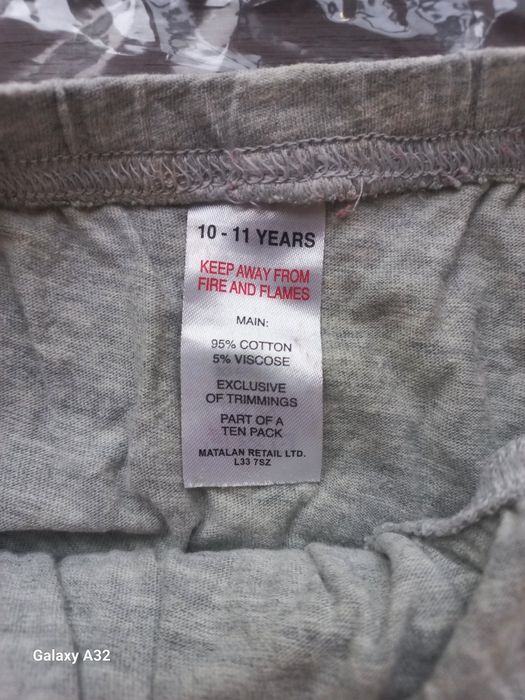 10 - 11 YEARS
KEEP AWAY FROM
FIRE AND FLAMES
MAIN:
95% COTTON
5% VISCOSE
EXCLUSIVE
OF TRIMMINGS
PART OF A
TEN PACK
MATALAN RETAIL LTD.
L33 7SZ
Galaxy A32